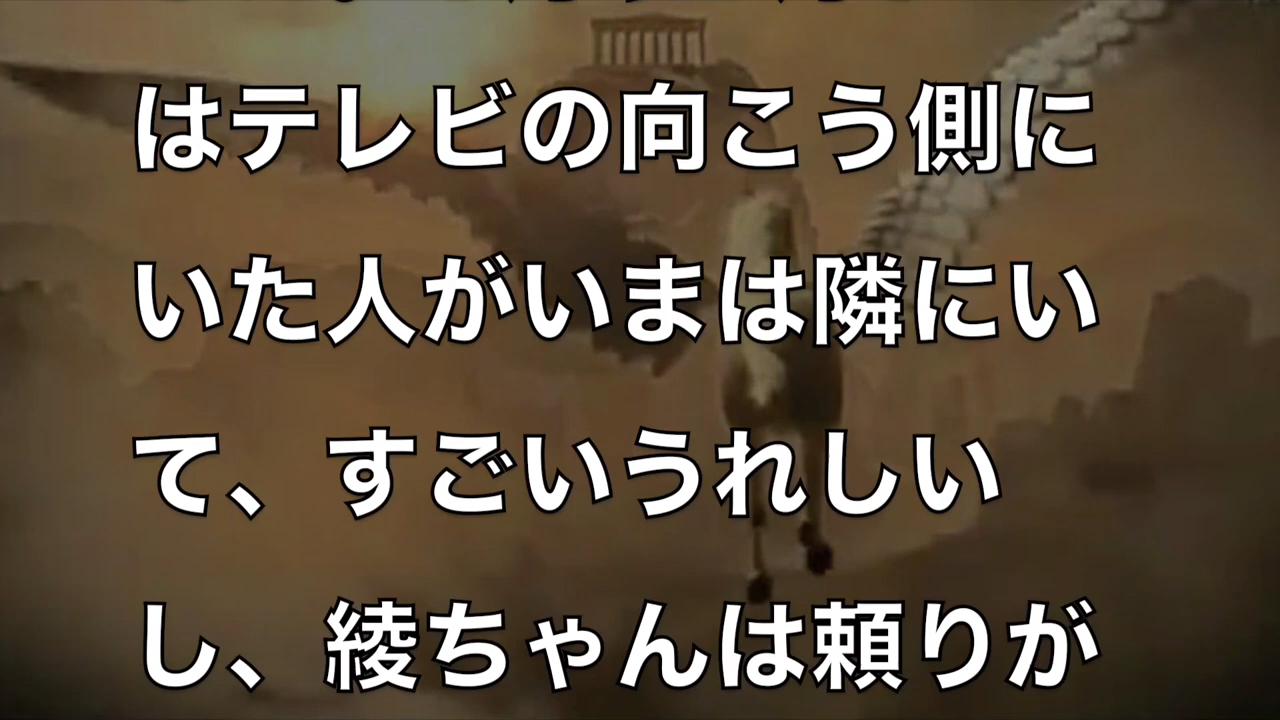 はテレビの向こう側に
いた人がいまは隣にい
て、すごいうれしい
し、綾ちゃんは頼りが